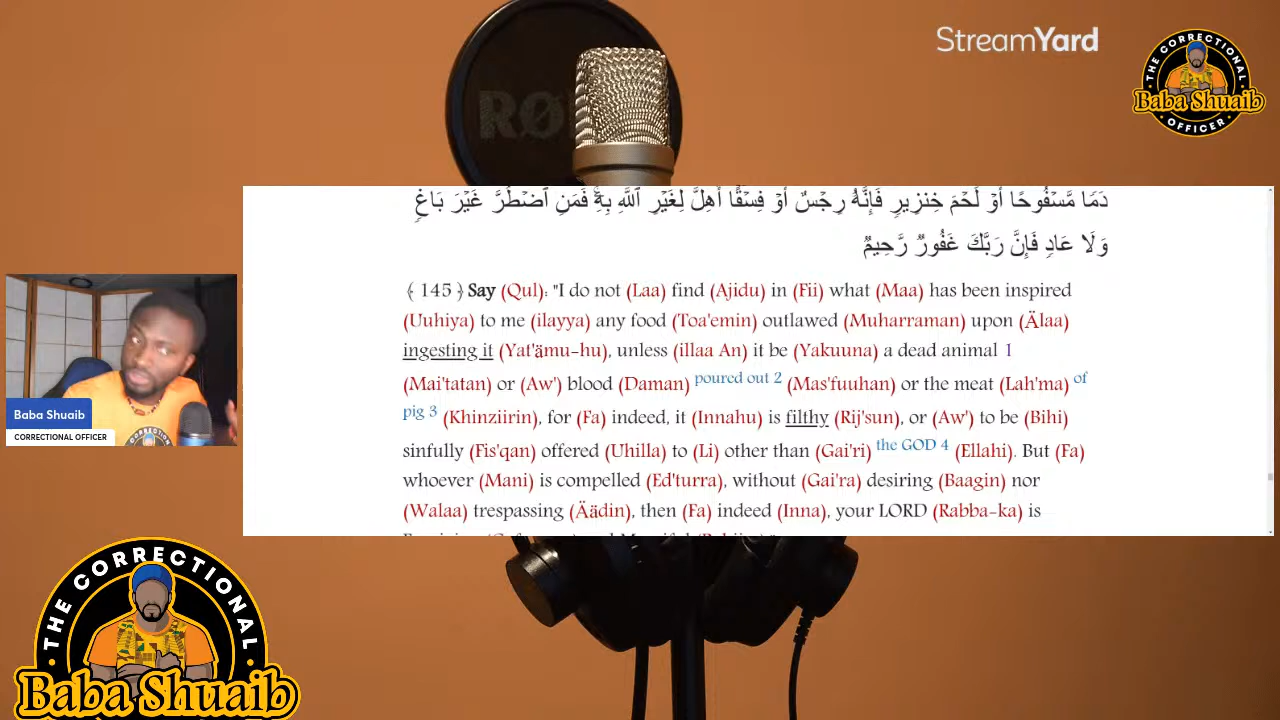 StreamYard
THE CORRECTIONAL
Baba Shuaib
OFFICER
RØ
دَمًا مَّسْفُوحًا أَوْ لَحْمَ خِنزِيرٍ فَإِنَّهُۥ رِجْسٌ أَوْ فِسْقًا أُهِلَّ لِغَيْرِ ٱللَّهِ بِهِۦۚ فَمَنِ ٱضْطُرَّ غَيْرَ بَاغٍۢ
وَلَا عَادٍۢ فَإِنَّ رَبَّكَ غَفُورٌۭ رَّحِيمٌۭ
﴾ 145 ﴿ Say (Qul): "I do not (Laa) find (Ajidu) in (Fii) what (Maa) has been inspired
(Uuhiya) to me (ilayya) any food (Toa'emin) outlawed (Muharraman) upon (Älaa)
ingesting it (Yat'ämu-hu), unless (illaa An) it be (Yakuuna) a dead animal 1
(Mai'tatan) or (Aw') blood (Daman) poured out 2 (Mas'fuuhan) or the meat (Lah'ma) of
pig 3 (Khinziirin), for (Fa) indeed, it (Innahu) is filthy (Rij'sun), or (Aw') to be (Bihi)
sinfully (Fis'qan) offered (Uhilla) to (Li) other than (Gai'ri) the GOD 4 (Ellahi). But (Fa)
whoever (Mani) is compelled (Ed'turra), without (Gai'ra) desiring (Baagin) nor
(Walaa) trespassing (Äädin), then (Fa) indeed (Inna), your LORD (Rabba-ka) is
Baba Shuaib
CORRECTIONAL OFFICER
THE CORRECTIONAL
Baba Shuaib